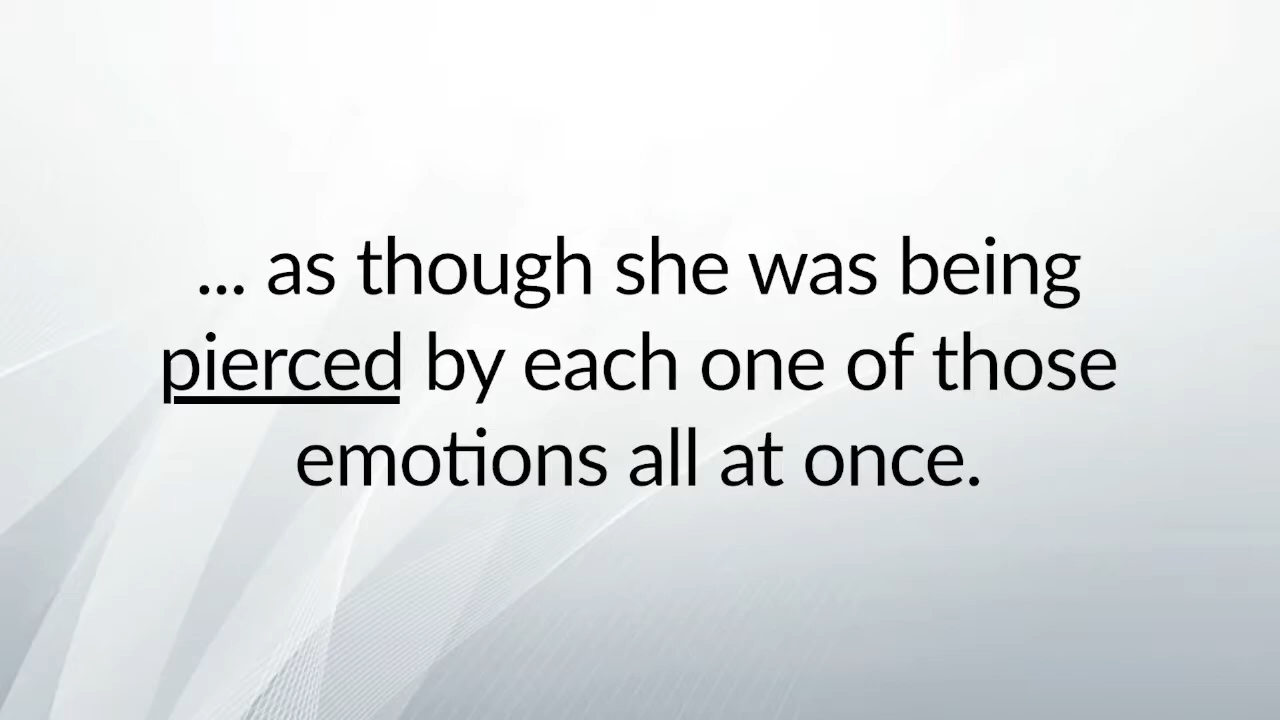 ... as though she was being
pierced by each one of those
emotions all at once.